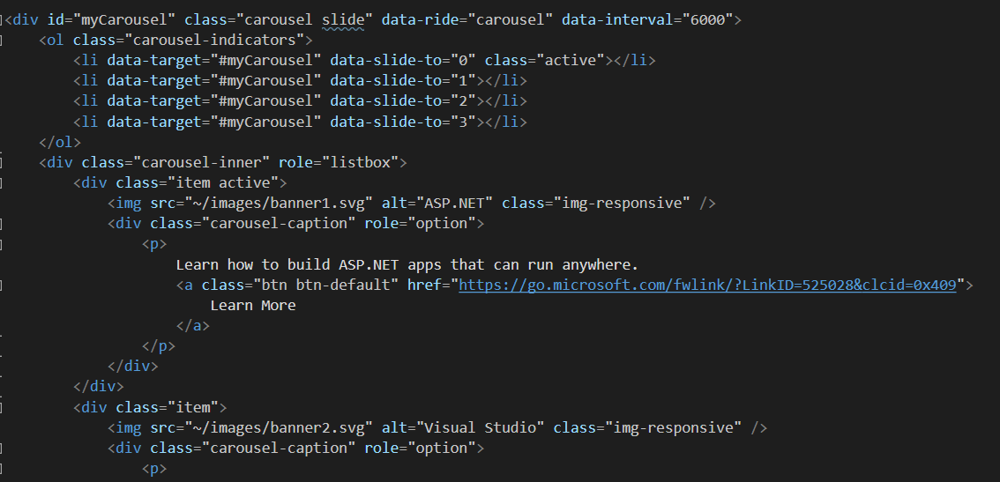 <div id="myCarousel" class="carousel slide" data-ride="carousel" data-interval="6000">
    <ol class="carousel-indicators">
        <li data-target="#myCarousel" data-slide-to="0" class="active"></li>
        <li data-target="#myCarousel" data-slide-to="1"></li>
        <li data-target="#myCarousel" data-slide-to="2"></li>
        <li data-target="#myCarousel" data-slide-to="3"></li>
    </ol>
    <div class="carousel-inner" role="listbox">
        <div class="item active">
            <img src="~/images/banner1.svg" alt="ASP.NET" class="img-responsive" />
            <div class="carousel-caption" role="option">
                <p>
                    Learn how to build ASP.NET apps that can run anywhere.
                    <a class="btn btn-default" href="https://go.microsoft.com/fwlink/?LinkID=525028&clcid=0x409">
                        Learn More
                    </a>
                </p>
            </div>
        </div>
        <div class="item">
            <img src="~/images/banner2.svg" alt="Visual Studio" class="img-responsive" />
            <div class="carousel-caption" role="option">
                <p>